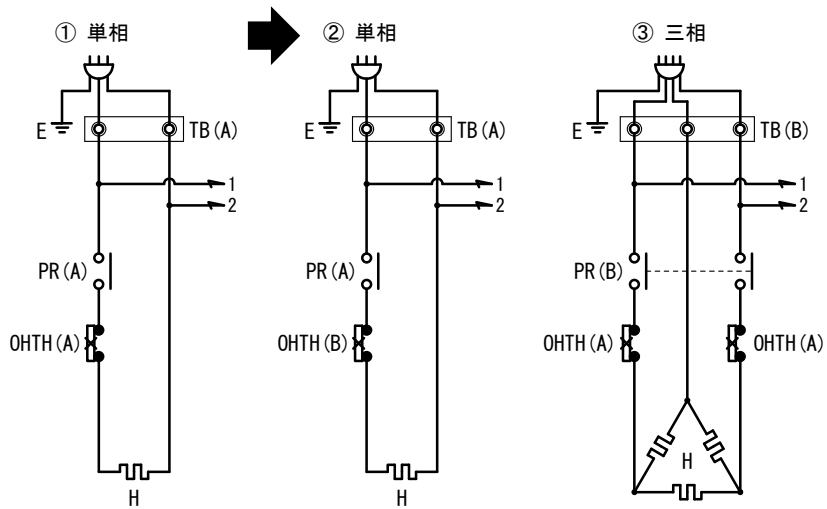 ① 単相
② 単相
③ 三相
E
TB(A)
E
TB(A)
E
TB(B)
1
2
1
2
1
2
PR(A)
PR(A)
PR(B)
OHTH(A)
OHTH(B)
OHTH(A)
OHTH(A)
H
H
H